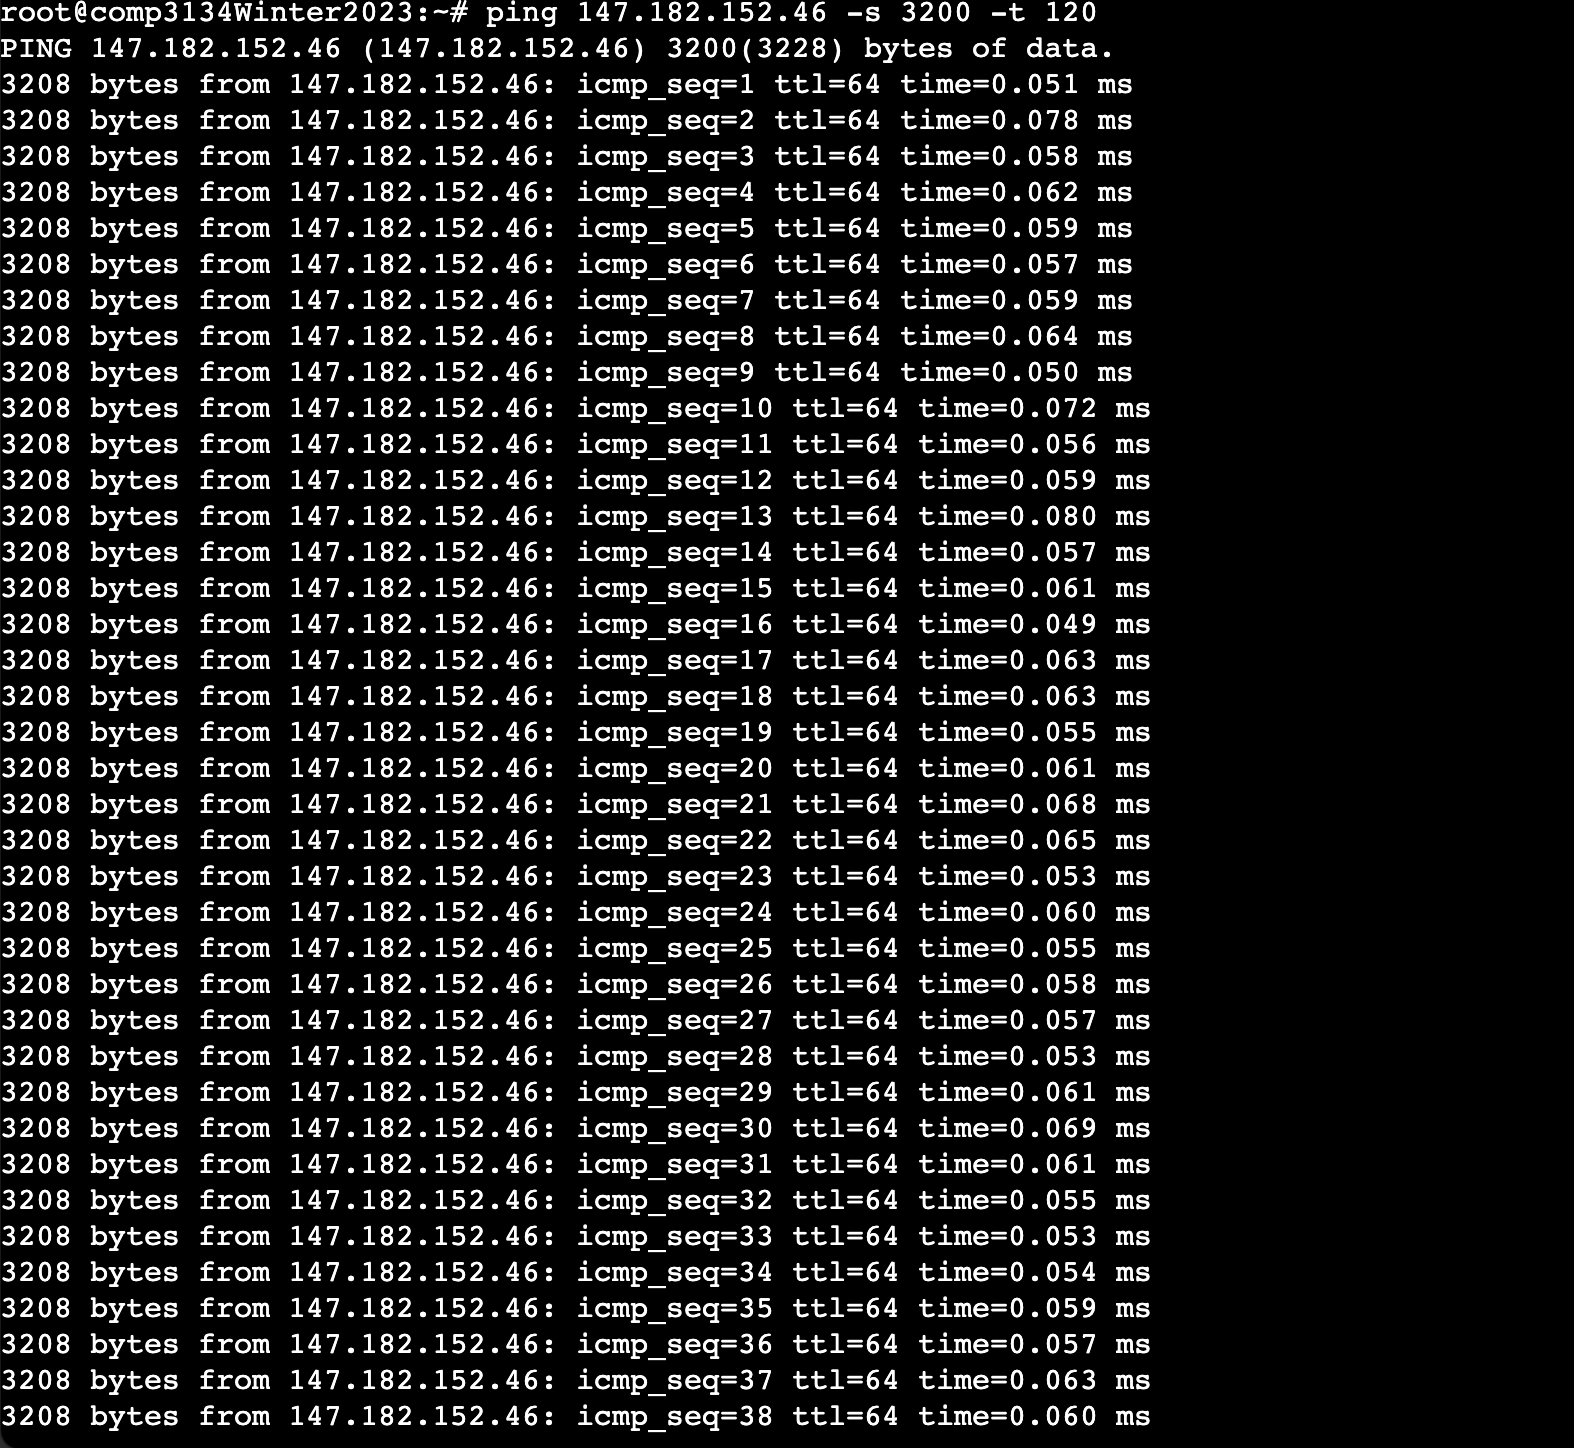 root@comp3134Winter2023:~# ping 147.182.152.46 -s 3200 -t 120
PING 147.182.152.46 (147.182.152.46) 3200(3228) bytes of data.
3208 bytes from 147.182.152.46: icmp_seq=1 ttl=64 time=0.051 ms
3208 bytes from 147.182.152.46: icmp_seq=2 ttl=64 time=0.078 ms
3208 bytes from 147.182.152.46: icmp_seq=3 ttl=64 time=0.058 ms
3208 bytes from 147.182.152.46: icmp_seq=4 ttl=64 time=0.062 ms
3208 bytes from 147.182.152.46: icmp_seq=5 ttl=64 time=0.059 ms
3208 bytes from 147.182.152.46: icmp_seq=6 ttl=64 time=0.057 ms
3208 bytes from 147.182.152.46: icmp_seq=7 ttl=64 time=0.059 ms
3208 bytes from 147.182.152.46: icmp_seq=8 ttl=64 time=0.064 ms
3208 bytes from 147.182.152.46: icmp_seq=9 ttl=64 time=0.050 ms
3208 bytes from 147.182.152.46: icmp_seq=10 ttl=64 time=0.072 ms
3208 bytes from 147.182.152.46: icmp_seq=11 ttl=64 time=0.056 ms
3208 bytes from 147.182.152.46: icmp_seq=12 ttl=64 time=0.059 ms
3208 bytes from 147.182.152.46: icmp_seq=13 ttl=64 time=0.080 ms
3208 bytes from 147.182.152.46: icmp_seq=14 ttl=64 time=0.057 ms
3208 bytes from 147.182.152.46: icmp_seq=15 ttl=64 time=0.061 ms
3208 bytes from 147.182.152.46: icmp_seq=16 ttl=64 time=0.049 ms
3208 bytes from 147.182.152.46: icmp_seq=17 ttl=64 time=0.063 ms
3208 bytes from 147.182.152.46: icmp_seq=18 ttl=64 time=0.063 ms
3208 bytes from 147.182.152.46: icmp_seq=19 ttl=64 time=0.055 ms
3208 bytes from 147.182.152.46: icmp_seq=20 ttl=64 time=0.061 ms
3208 bytes from 147.182.152.46: icmp_seq=21 ttl=64 time=0.068 ms
3208 bytes from 147.182.152.46: icmp_seq=22 ttl=64 time=0.065 ms
3208 bytes from 147.182.152.46: icmp_seq=23 ttl=64 time=0.053 ms
3208 bytes from 147.182.152.46: icmp_seq=24 ttl=64 time=0.060 ms
3208 bytes from 147.182.152.46: icmp_seq=25 ttl=64 time=0.055 ms
3208 bytes from 147.182.152.46: icmp_seq=26 ttl=64 time=0.058 ms
3208 bytes from 147.182.152.46: icmp_seq=27 ttl=64 time=0.057 ms
3208 bytes from 147.182.152.46: icmp_seq=28 ttl=64 time=0.053 ms
3208 bytes from 147.182.152.46: icmp_seq=29 ttl=64 time=0.061 ms
3208 bytes from 147.182.152.46: icmp_seq=30 ttl=64 time=0.069 ms
3208 bytes from 147.182.152.46: icmp_seq=31 ttl=64 time=0.061 ms
3208 bytes from 147.182.152.46: icmp_seq=32 ttl=64 time=0.055 ms
3208 bytes from 147.182.152.46: icmp_seq=33 ttl=64 time=0.053 ms
3208 bytes from 147.182.152.46: icmp_seq=34 ttl=64 time=0.054 ms
3208 bytes from 147.182.152.46: icmp_seq=35 ttl=64 time=0.059 ms
3208 bytes from 147.182.152.46: icmp_seq=36 ttl=64 time=0.057 ms
3208 bytes from 147.182.152.46: icmp_seq=37 ttl=64 time=0.063 ms
3208 bytes from 147.182.152.46: icmp_seq=38 ttl=64 time=0.060 ms